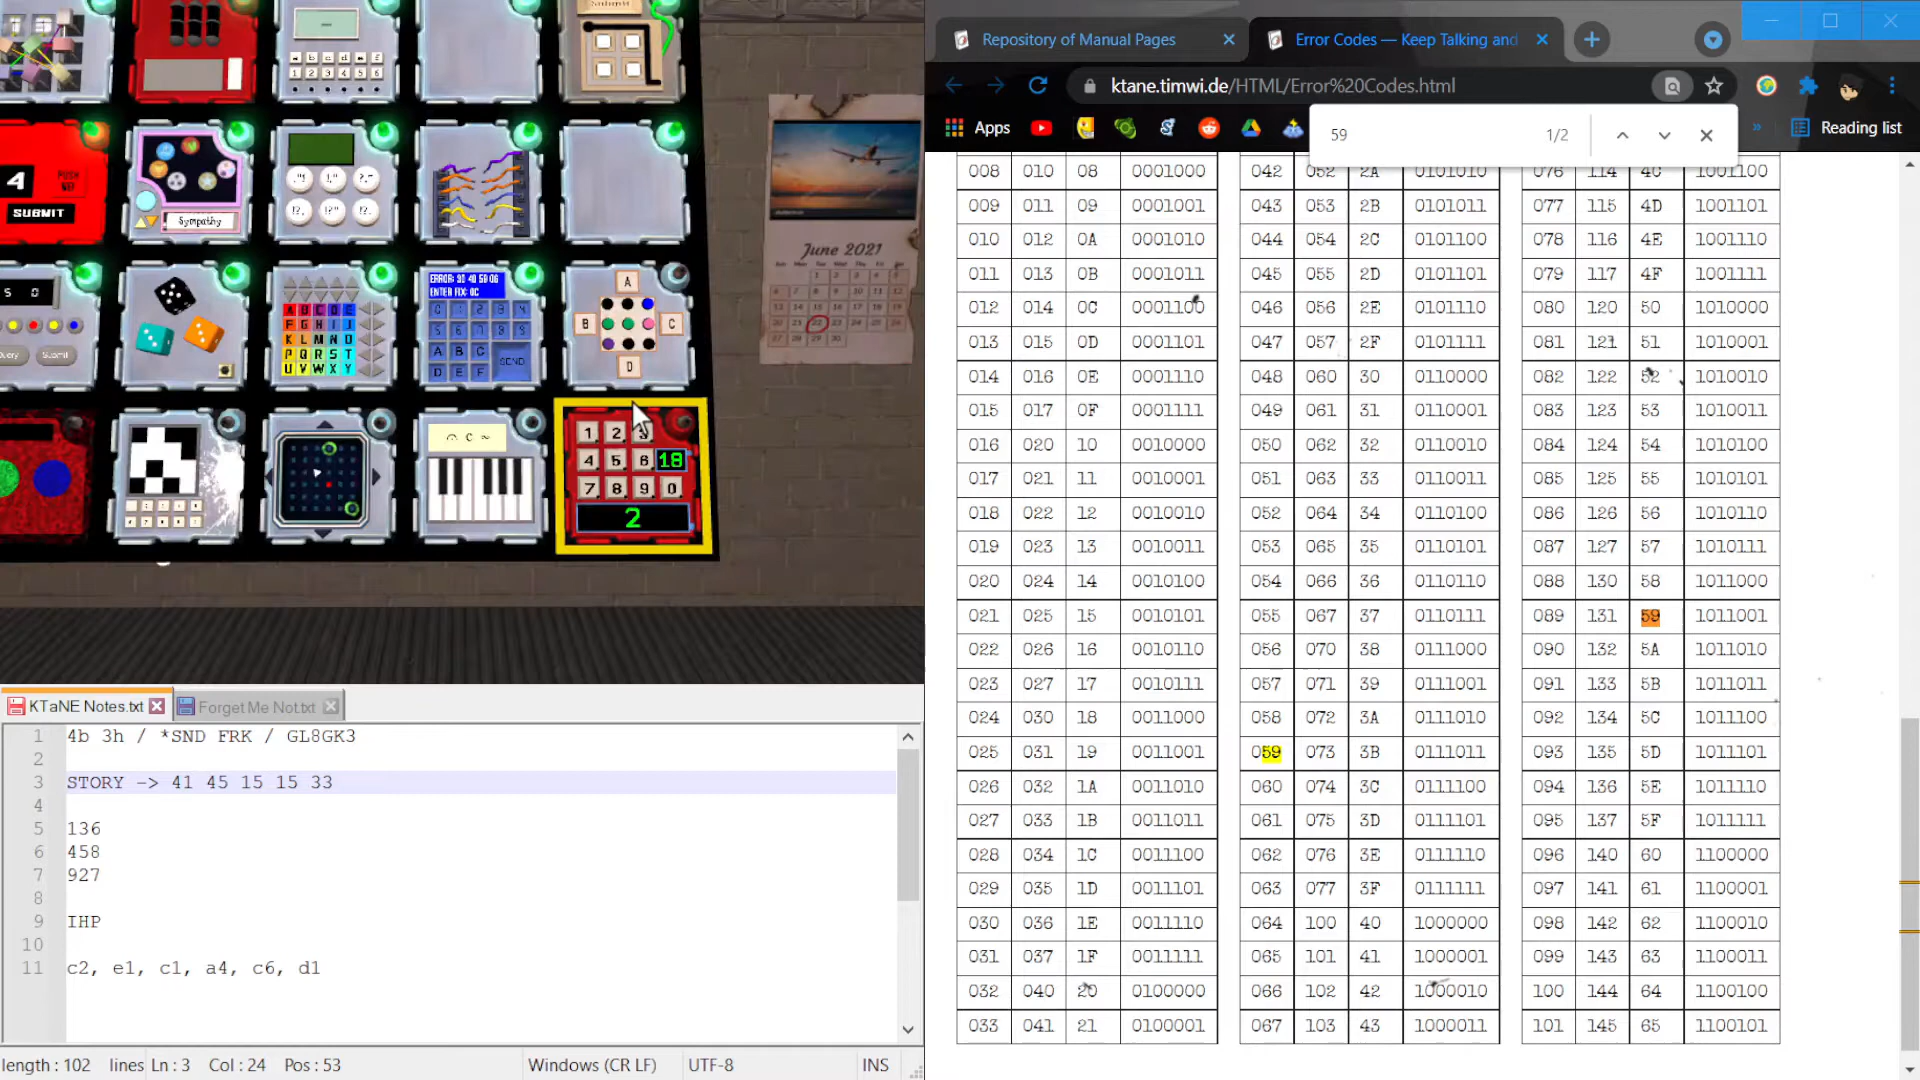 Repository of Manual Pages
Error Codes — Keep Talking and
ktane.timwi.de/HTML/Error%20Codes.html
Apps
Reading list
59
1/2
4
SUBMIT
Sympathy
June 2021
5 0
Query
Submit
ERROR: 30 40 59 06
ENTER FIX: 0C
SEND
A
B
C
D
1 2 3
4 5 6 18
7 8 9 0
2
008 010 08 0001000 042 052 2A 0101010 076 114 4C 1001100
009 011 09 0001001 043 053 2B 0101011 077 115 4D 1001101
010 012 0A 0001010 044 054 2C 0101100 078 116 4E 1001110
011 013 0B 0001011 045 055 2D 0101101 079 117 4F 1001111
012 014 0C 0001100 046 056 2E 0101110 080 120 50 1010000
013 015 0D 0001101 047 057 2F 0101111 081 121 51 1010001
014 016 0E 0001110 048 060 30 0110000 082 122 52 1010010
015 017 0F 0001111 049 061 31 0110001 083 123 53 1010011
016 020 10 0010000 050 062 32 0110010 084 124 54 1010100
017 021 11 0010001 051 063 33 0110011 085 125 55 1010101
018 022 12 0010010 052 064 34 0110100 086 126 56 1010110
019 023 13 0010011 053 065 35 0110101 087 127 57 1010111
020 024 14 0010100 054 066 36 0110110 088 130 58 1011000
021 025 15 0010101 055 067 37 0110111 089 131 59 1011001
022 026 16 0010110 056 070 38 0111000 090 132 5A 1011010
023 027 17 0010111 057 071 39 0111001 091 133 5B 1011011
024 030 18 0011000 058 072 3A 0111010 092 134 5C 1011100
025 031 19 0011001 059 073 3B 0111011 093 135 5D 1011101
026 032 1A 0011010 060 074 3C 0111100 094 136 5E 1011110
027 033 1B 0011011 061 075 3D 0111101 095 137 5F 1011111
028 034 1C 0011100 062 076 3E 0111110 096 140 60 1100000
029 035 1D 0011101 063 077 3F 0111111 097 141 61 1100001
030 036 1E 0011110 064 100 40 1000000 098 142 62 1100010
031 037 1F 0011111 065 101 41 1000001 099 143 63 1100011
032 040 20 0100000 066 102 42 1000010 100 144 64 1100100
033 041 21 0100001 067 103 43 1000011 101 145 65 1100101
KTaNE Notes.txt
Forget Me Not.txt
1 4b 3h / *SND FRK / GL8GK3
2
3 STORY -> 41 45 15 15 33
4
5 136
6 458
7 927
8
9 IHP
10
11 c2, e1, c1, a4, c6, d1
length : 102 lines Ln : 3 Col : 24 Pos : 53 Windows (CR LF) UTF-8 INS